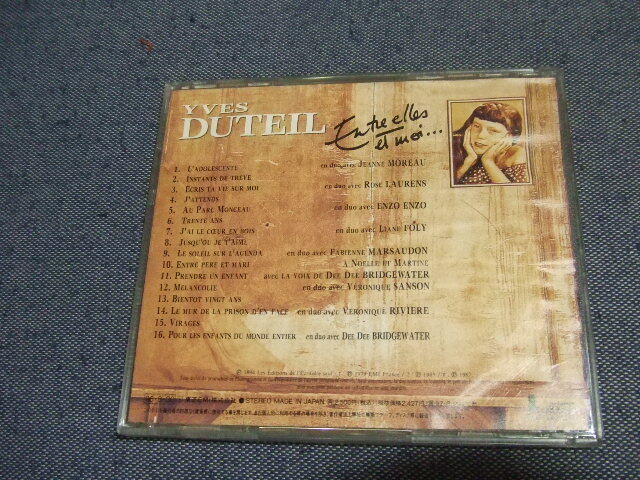 YVES
DUTEIL
Entre elles
et moi...
1. L'ADOLESCENTE en duo avec JEANNE MOREAU
2. INSTANTS DE TRÊVE
3. ECRIS TA VIE SUR MOI en duo avec ROSE LAURENS
4. J'ATTENDS
5. AU PARC MONCEAU en duo avec ENZO ENZO
6. TRENTE ANS
7. J'AI LE CŒUR EN BOIS en duo avec LIANE FOLY
8. JUSQU'OÙ JE T'AIME
9. LE SOLEIL SUR L'AGENDA en duo avec FABIENNE MARSAUDON
10. ENTRE PÈRE ET MARI À NOËLLE ET MARTINE
11. PRENDRE UN ENFANT avec LA VOIX DE DEE DEE BRIDGEWATER
12. MÉLANCOLIE en duo avec VÉRONIQUE SANSON
13. BIENTOT VINGT ANS
14. LE MUR DE LA PRISON D'EN FACE en duo avec VERONIQUE RIVIERE
15. VIRAGES
16. POUR LES ENFANTS DU MONDE ENTIER en duo avec DEE DEE BRIDGEWATER
● STEREO MADE IN JAPAN